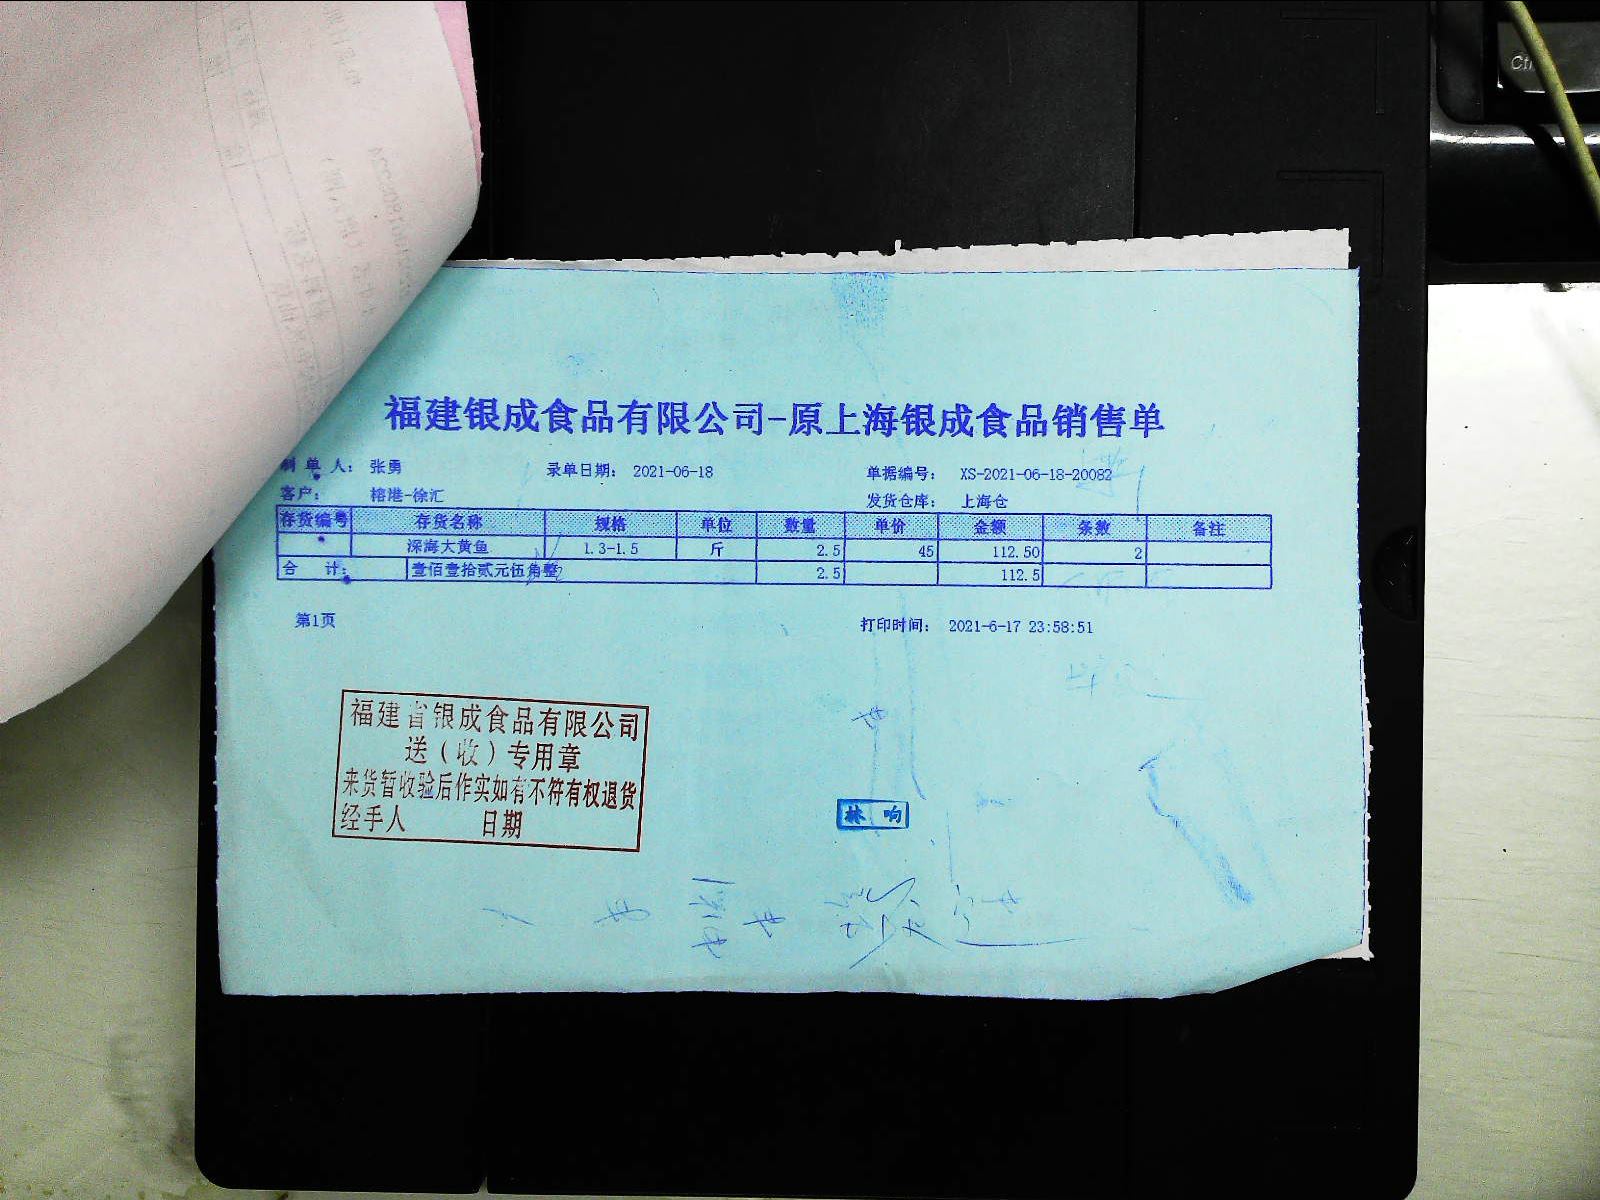 Ct
福建银成食品有限公司-原上海银成食品销售单
制单人: 张勇 录单日期: 2021-06-18 单据编号: XS-2021-06-18-20082
客户: 榕港-徐汇 发货仓库: 上海仓
存货编号 存货名称 规格 单位 数量 单价 金额 条数 备注
深海大黄鱼 1.3-1.5 斤 2.5 45 112.50 2
合 计: 壹佰壹拾贰元伍角整 2.5 112.5
第1页 打印时间: 2021-6-17 23:58:51
福建省银成食品有限公司
送(收)专用章
来货暂收验后作实如有不符有权退货
经手人 日期
林 响